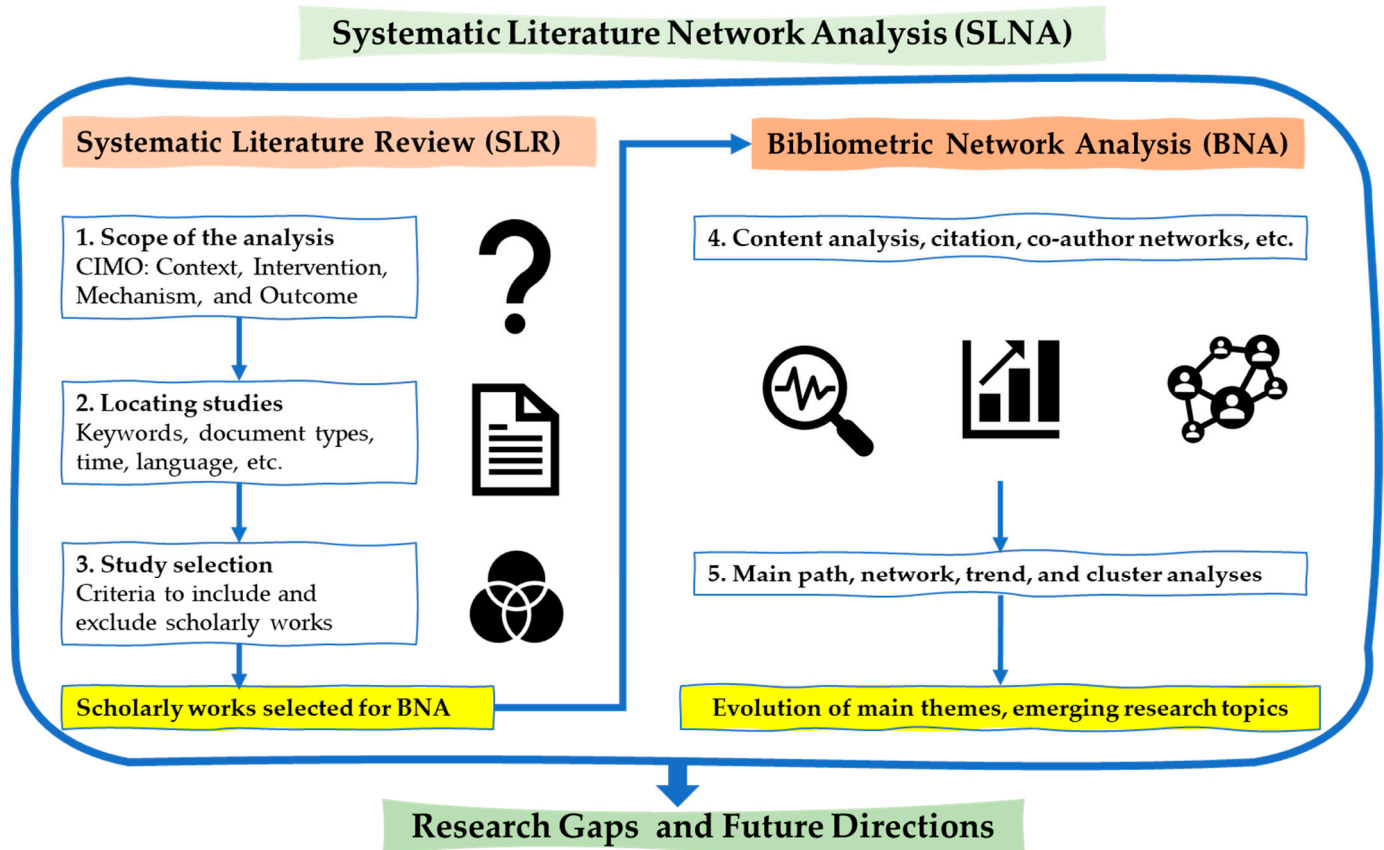 Systematic Literature Network Analysis (SLNA)
Systematic Literature Review (SLR)
1. Scope of the analysis
CIMO: Context, Intervention,
Mechanism, and Outcome
2. Locating studies
Keywords, document types,
time, language, etc.
3. Study selection
Criteria to include and
exclude scholarly works
Scholarly works selected for BNA
Bibliometric Network Analysis (BNA)
4. Content analysis, citation, co-author networks, etc.
5. Main path, network, trend, and cluster analyses
Evolution of main themes, emerging research topics
Research Gaps and Future Directions